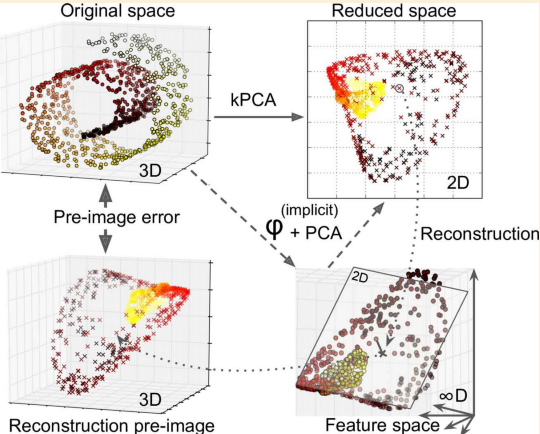 Original space
Reduced space
kPCA
3D
2D
Pre-image error
(implicit)
φ + PCA
Reconstruction
2D
3D
∞D
Reconstruction pre-image
Feature space